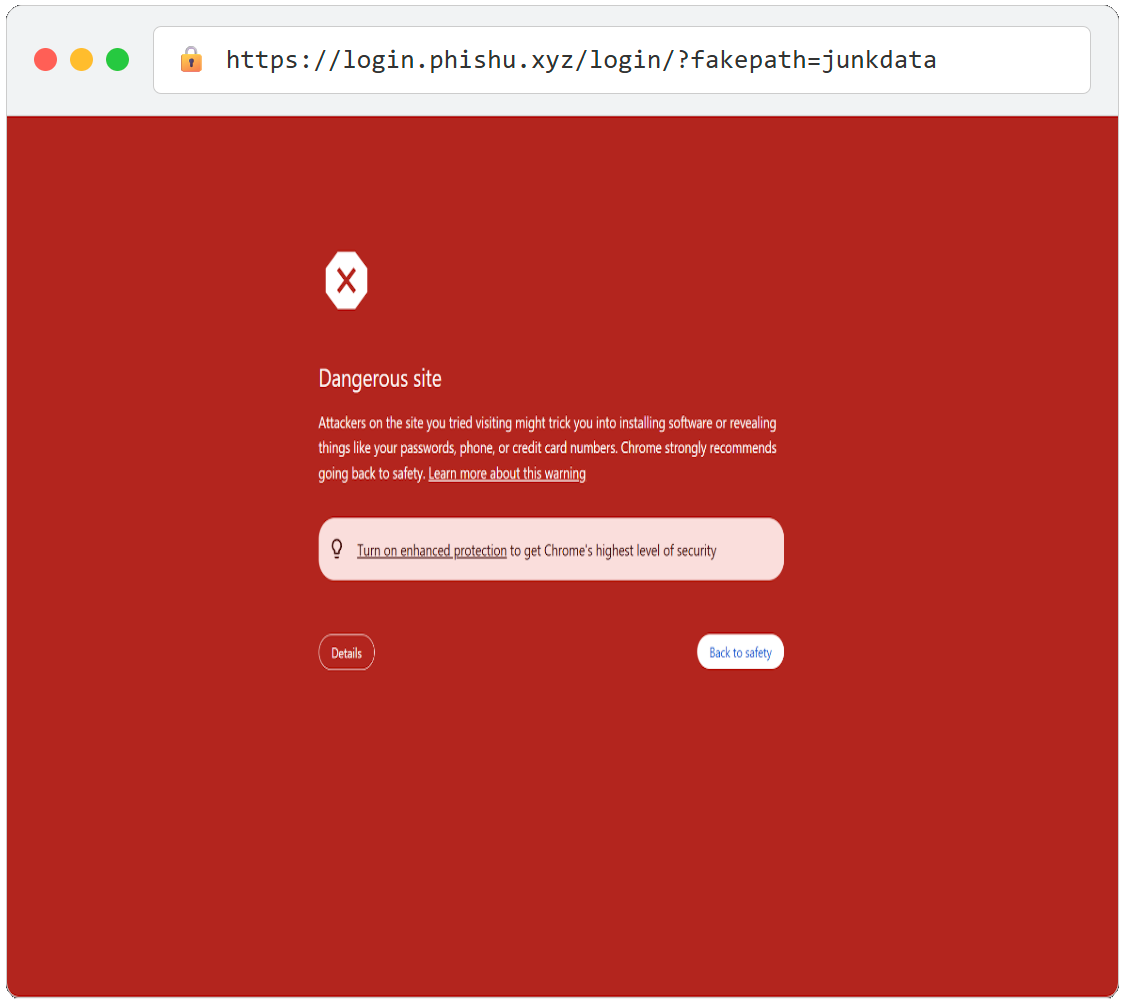 https://login.phishu.xyz/login/?fakepath=junkdata
Dangerous site
Attackers on the site you tried visiting might trick you into installing software or revealing
things like your passwords, phone, or credit card numbers. Chrome strongly recommends
going back to safety. Learn more about this warning
Turn on enhanced protection to get Chrome's highest level of security
Details
Back to safety